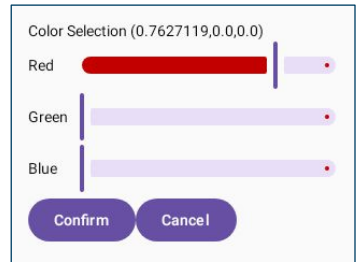 Color Selection (0.7627119,0.0,0.0)
Red
Green
Blue
Confirm Cancel